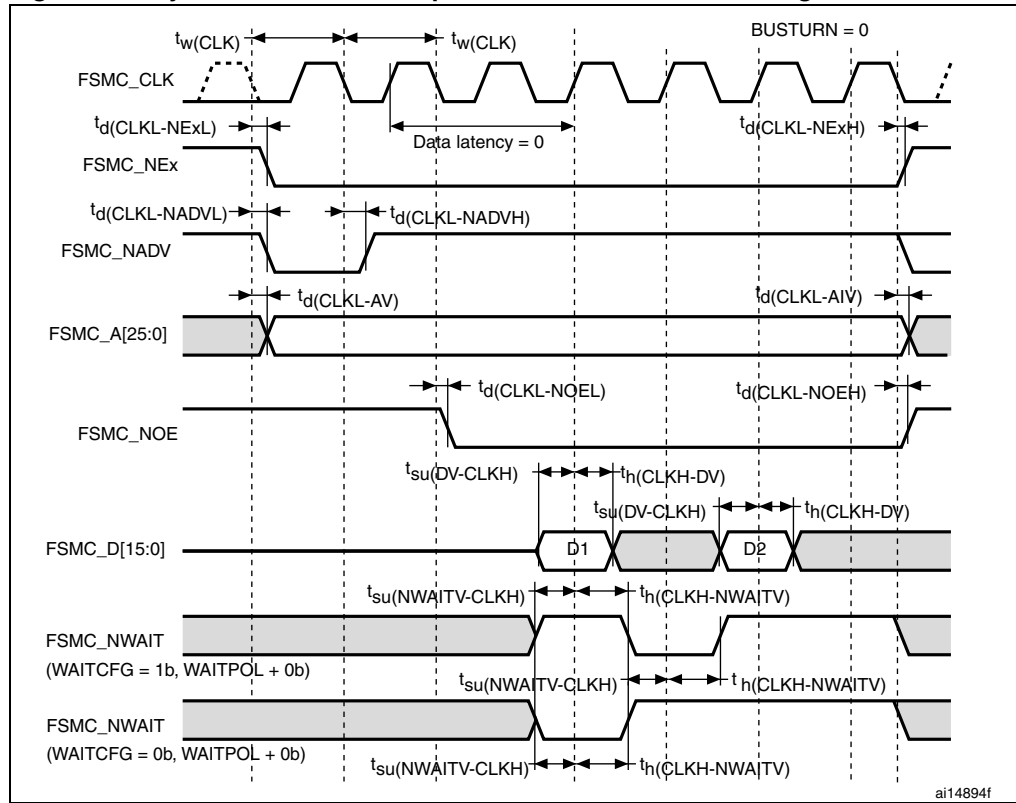 BUSTURN = 0
tw(CLK) tw(CLK)
FSMC_CLK
td(CLKL-NExL) Data latency = 0 td(CLKL-NExH)
FSMC_NEx
td(CLKL-NADVL) td(CLKL-NADVH)
FSMC_NADV
td(CLKL-AV) td(CLKL-AIV)
FSMC_A[25:0]
td(CLKL-NOEL) td(CLKL-NOEH)
FSMC_NOE
tsu(DV-CLKH) th(CLKH-DV)
tsu(DV-CLKH) th(CLKH-DV)
FSMC_D[15:0] D1 D2
tsu(NWAITV-CLKH) th(CLKH-NWAITV)
FSMC_NWAIT
(WAITCFG = 1b, WAITPOL + 0b)
tsu(NWAITV-CLKH) th(CLKH-NWAITV)
FSMC_NWAIT
(WAITCFG = 0b, WAITPOL + 0b)
tsu(NWAITV-CLKH) th(CLKH-NWAITV)
ai14894f